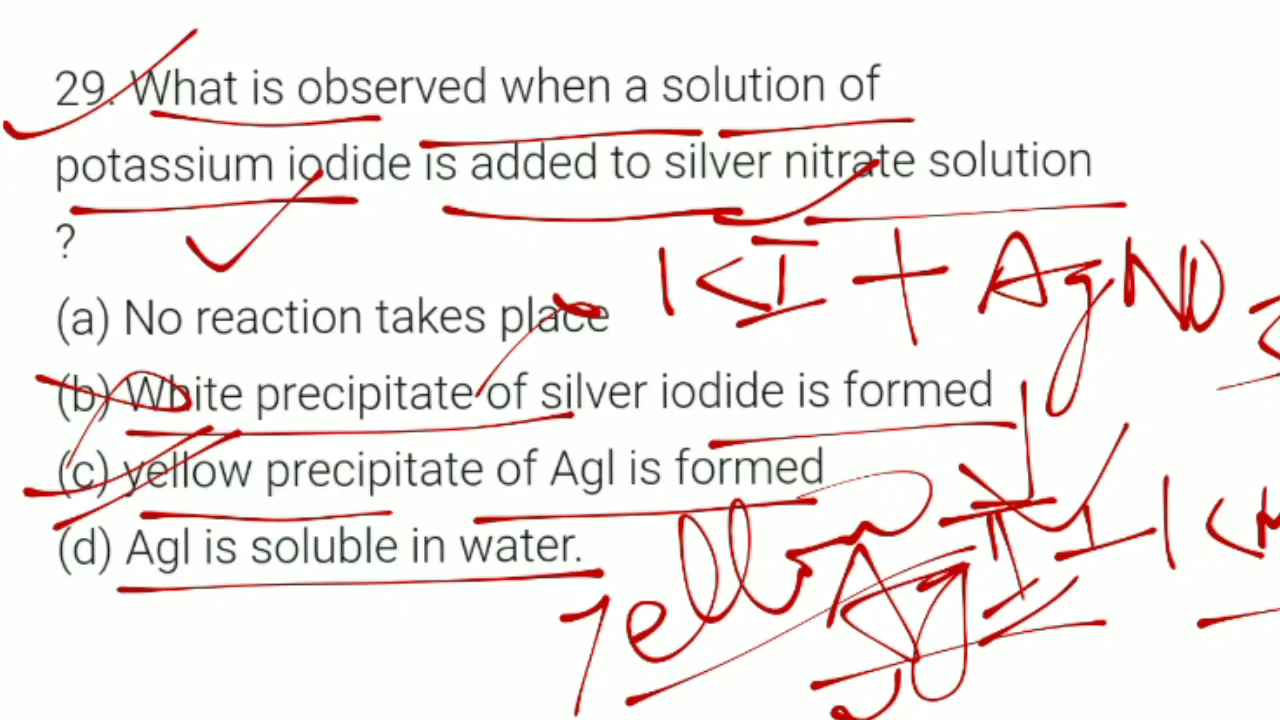 29. What is observed when a solution of
potassium iodide is added to silver nitrate solution
?
KI + AgNO3
(a) No reaction takes place
(b) White precipitate of silver iodide is formed
(c) yellow precipitate of AgI is formed
(d) AgI is soluble in water.
Yellow AgI